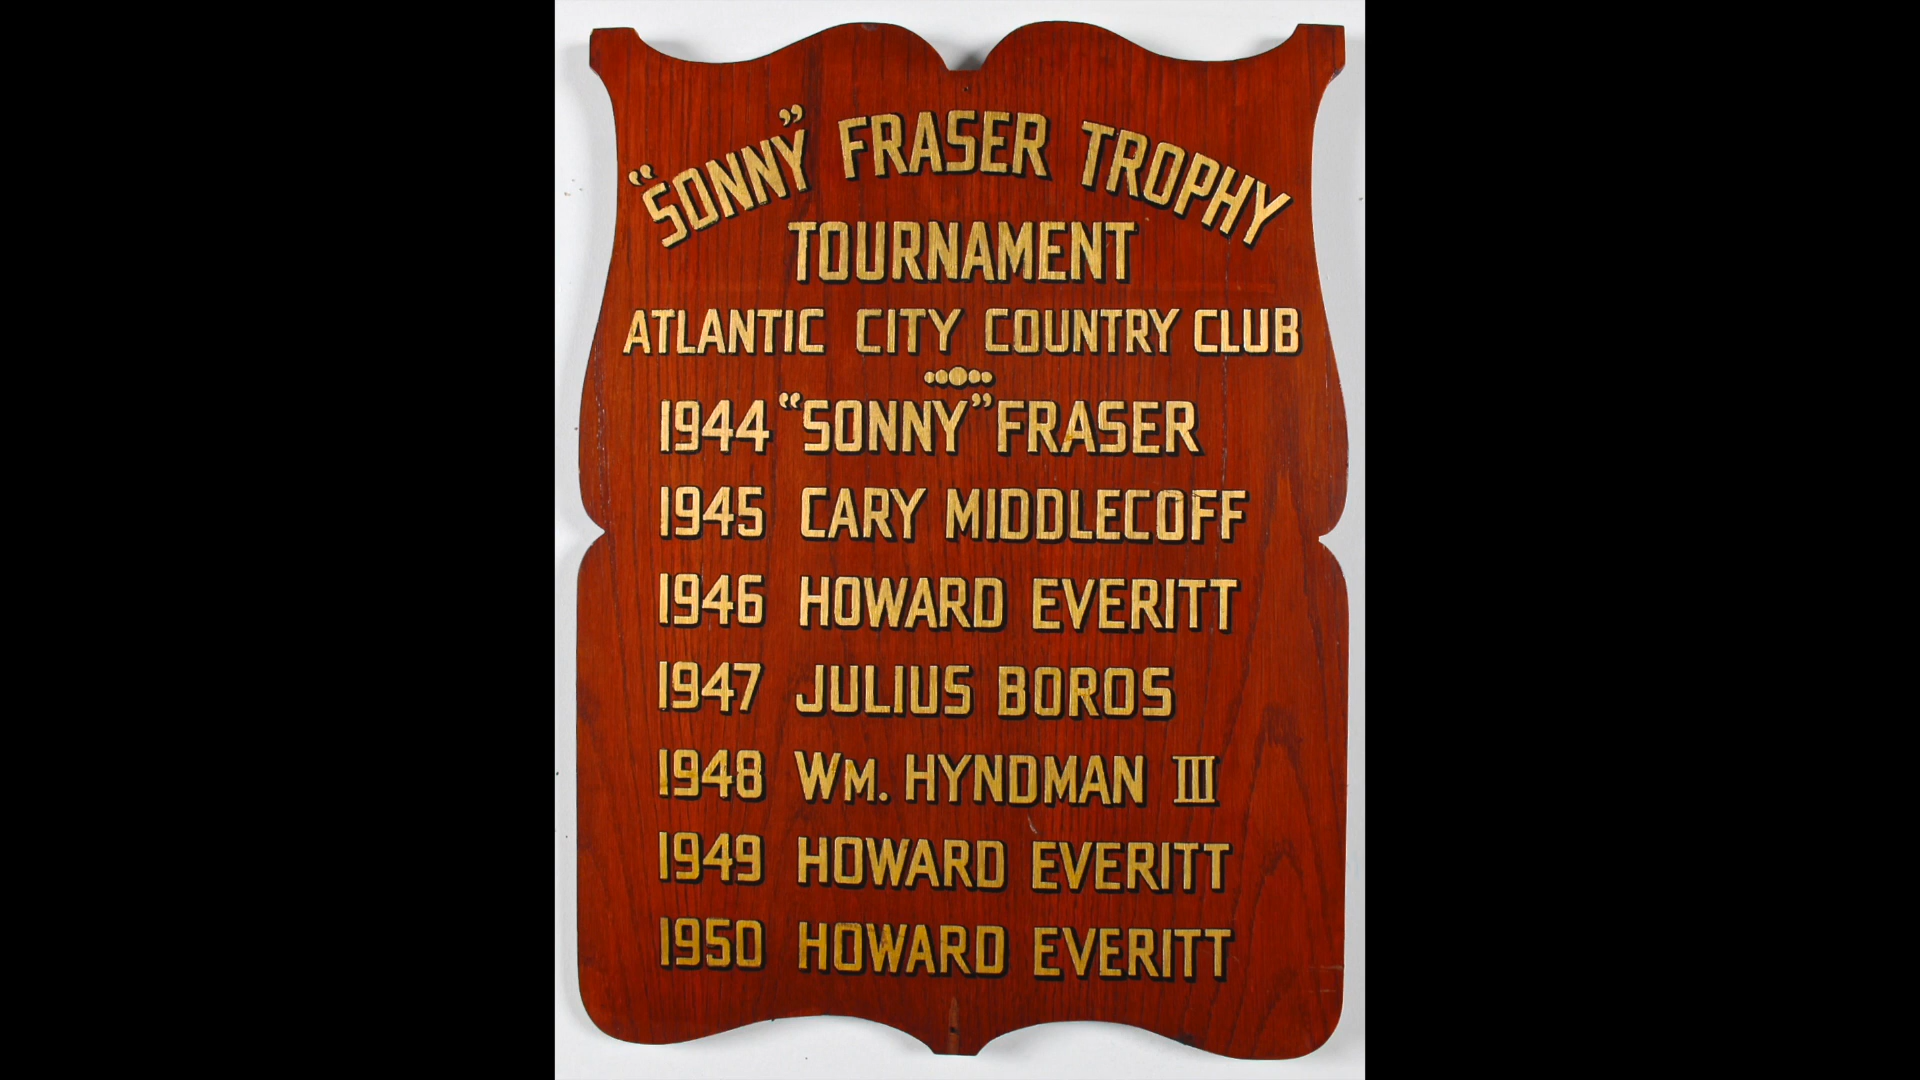 “SONNY” FRASER TROPHY
TOURNAMENT
ATLANTIC CITY COUNTRY CLUB
1944 “SONNY” FRASER
1945 CARY MIDDLECOFF
1946 HOWARD EVERITT
1947 JULIUS BOROS
1948 WM. HYNDMAN III
1949 HOWARD EVERITT
1950 HOWARD EVERITT